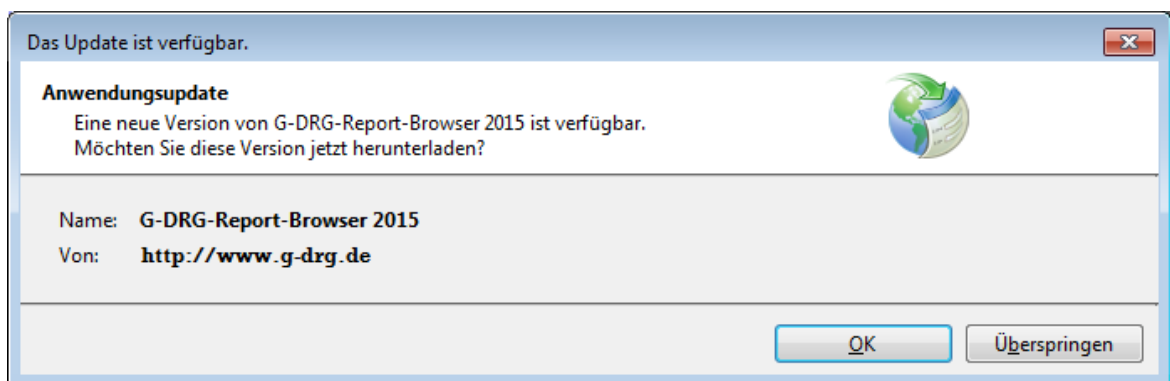 Das Update ist verfügbar.
Anwendungsupdate
Eine neue Version von G-DRG-Report-Browser 2015 ist verfügbar.
Möchten Sie diese Version jetzt herunterladen?
Name: G-DRG-Report-Browser 2015
Von: http://www.g-drg.de
OK Überspringen